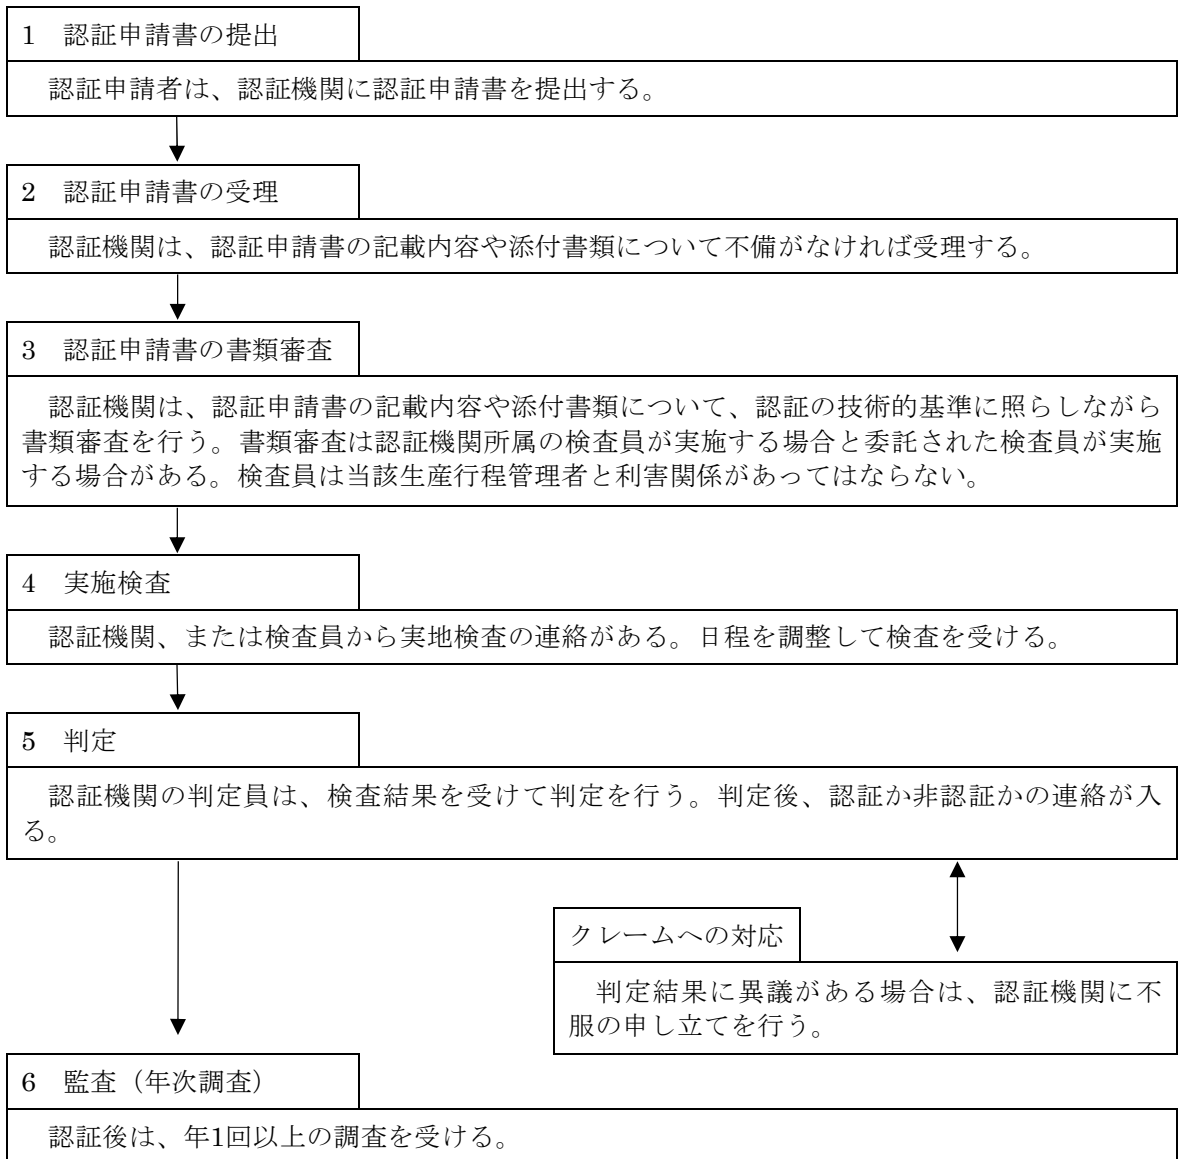 1　認証申請書の提出
認証申請者は、認証機関に認証申請書を提出する。
2　認証申請書の受理
認証機関は、認証申請書の記載内容や添付書類について不備がなければ受理する。
3　認証申請書の書類審査
認証機関は、認証申請書の記載内容や添付書類について、認証の技術的基準に照らしながら
書類審査を行う。書類審査は認証機関所属の検査員が実施する場合と委託された検査員が実施
する場合がある。検査員は当該生産行程管理者と利害関係があってはならない。
4　実施検査
認証機関、または検査員から実地検査の連絡がある。日程を調整して検査を受ける。
5　判定
認証機関の判定員は、検査結果を受けて判定を行う。判定後、認証か非認証かの連絡が入
る。
クレームへの対応
判定結果に異議がある場合は、認証機関に不
服の申し立てを行う。
6　監査（年次調査）
認証後は、年1回以上の調査を受ける。